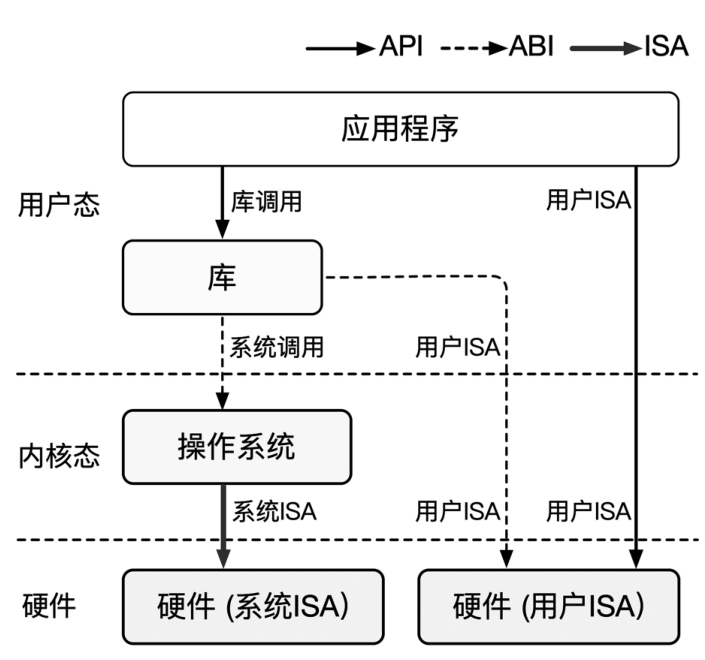 API ABI ISA
应用程序
用户态 库调用 用户ISA
库
系统调用 用户ISA
内核态 操作系统
系统ISA 用户ISA 用户ISA
硬件 硬件 (系统ISA） 硬件 (用户ISA）